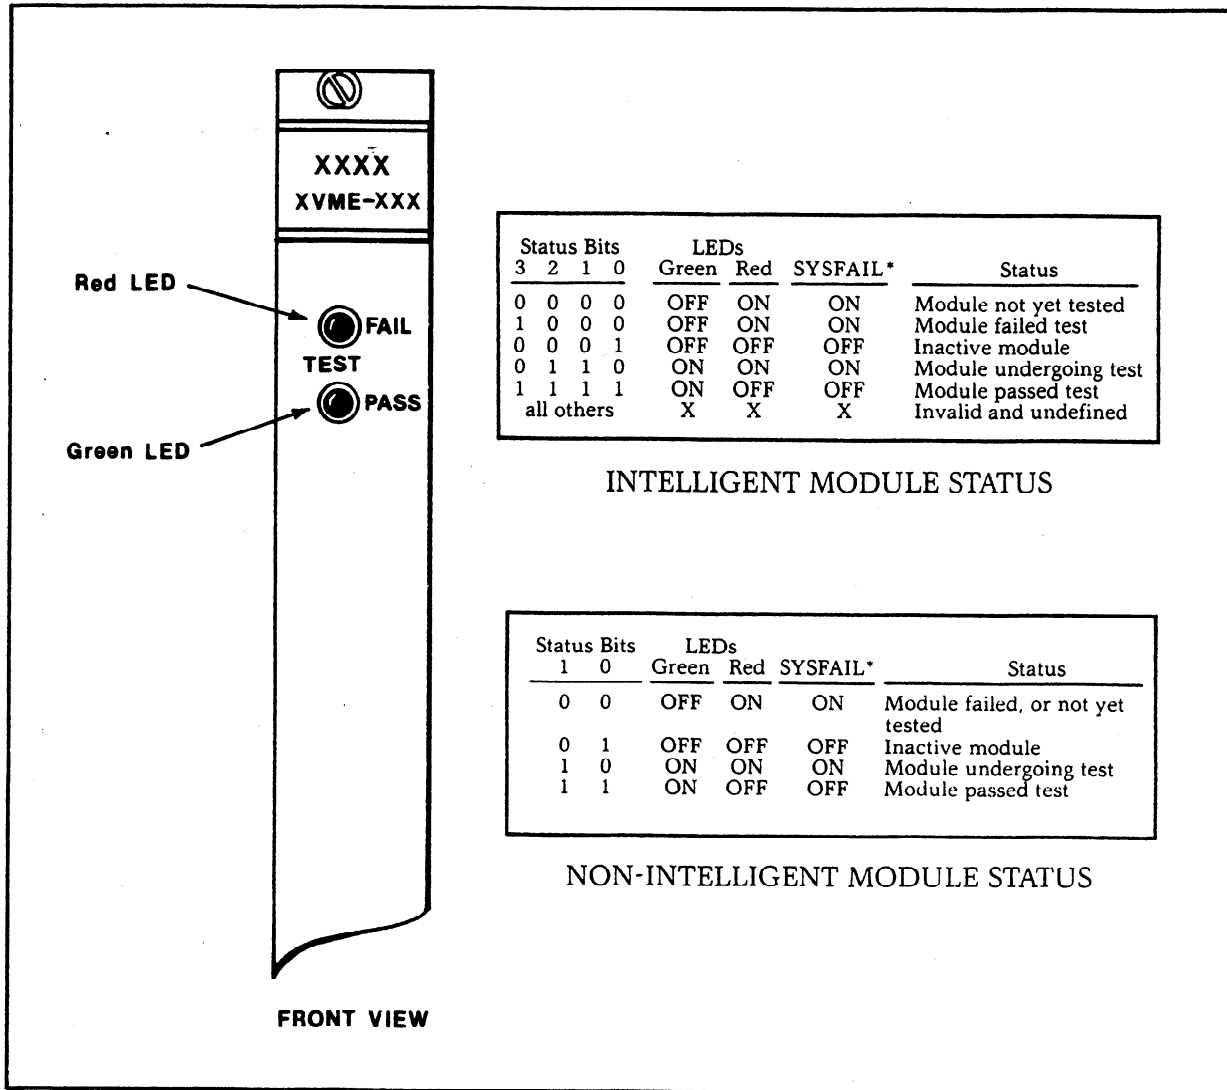 XXXX
XVME-XXX
Red LED
FAIL
TEST
PASS
Green LED
FRONT VIEW
Status Bits LEDs
3 2 1 0 Green Red SYSFAIL* Status
0 0 0 0 OFF ON ON Module not yet tested
1 0 0 0 OFF ON ON Module failed test
0 0 0 1 OFF OFF OFF Inactive module
0 1 1 0 ON ON ON Module undergoing test
1 1 1 1 ON OFF OFF Module passed test
all others X X X Invalid and undefined
INTELLIGENT MODULE STATUS
Status Bits LEDs
1 0 Green Red SYSFAIL* Status
0 0 OFF ON ON Module failed, or not yet
tested
0 1 OFF OFF OFF Inactive module
1 0 ON ON ON Module undergoing test
1 1 ON OFF OFF Module passed test
NON-INTELLIGENT MODULE STATUS